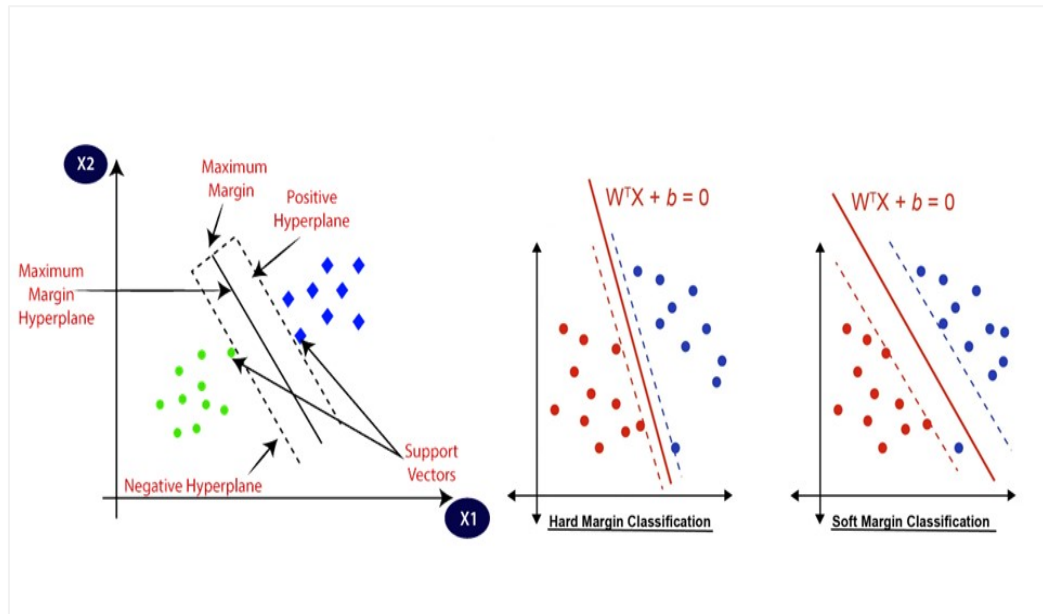 X2
Maximum
Margin
Positive
Hyperplane
Maximum
Margin
Hyperplane
Support
Vectors
Negative Hyperplane
X1
WᵀX + b = 0
Hard Margin Classification
WᵀX + b = 0
Soft Margin Classification